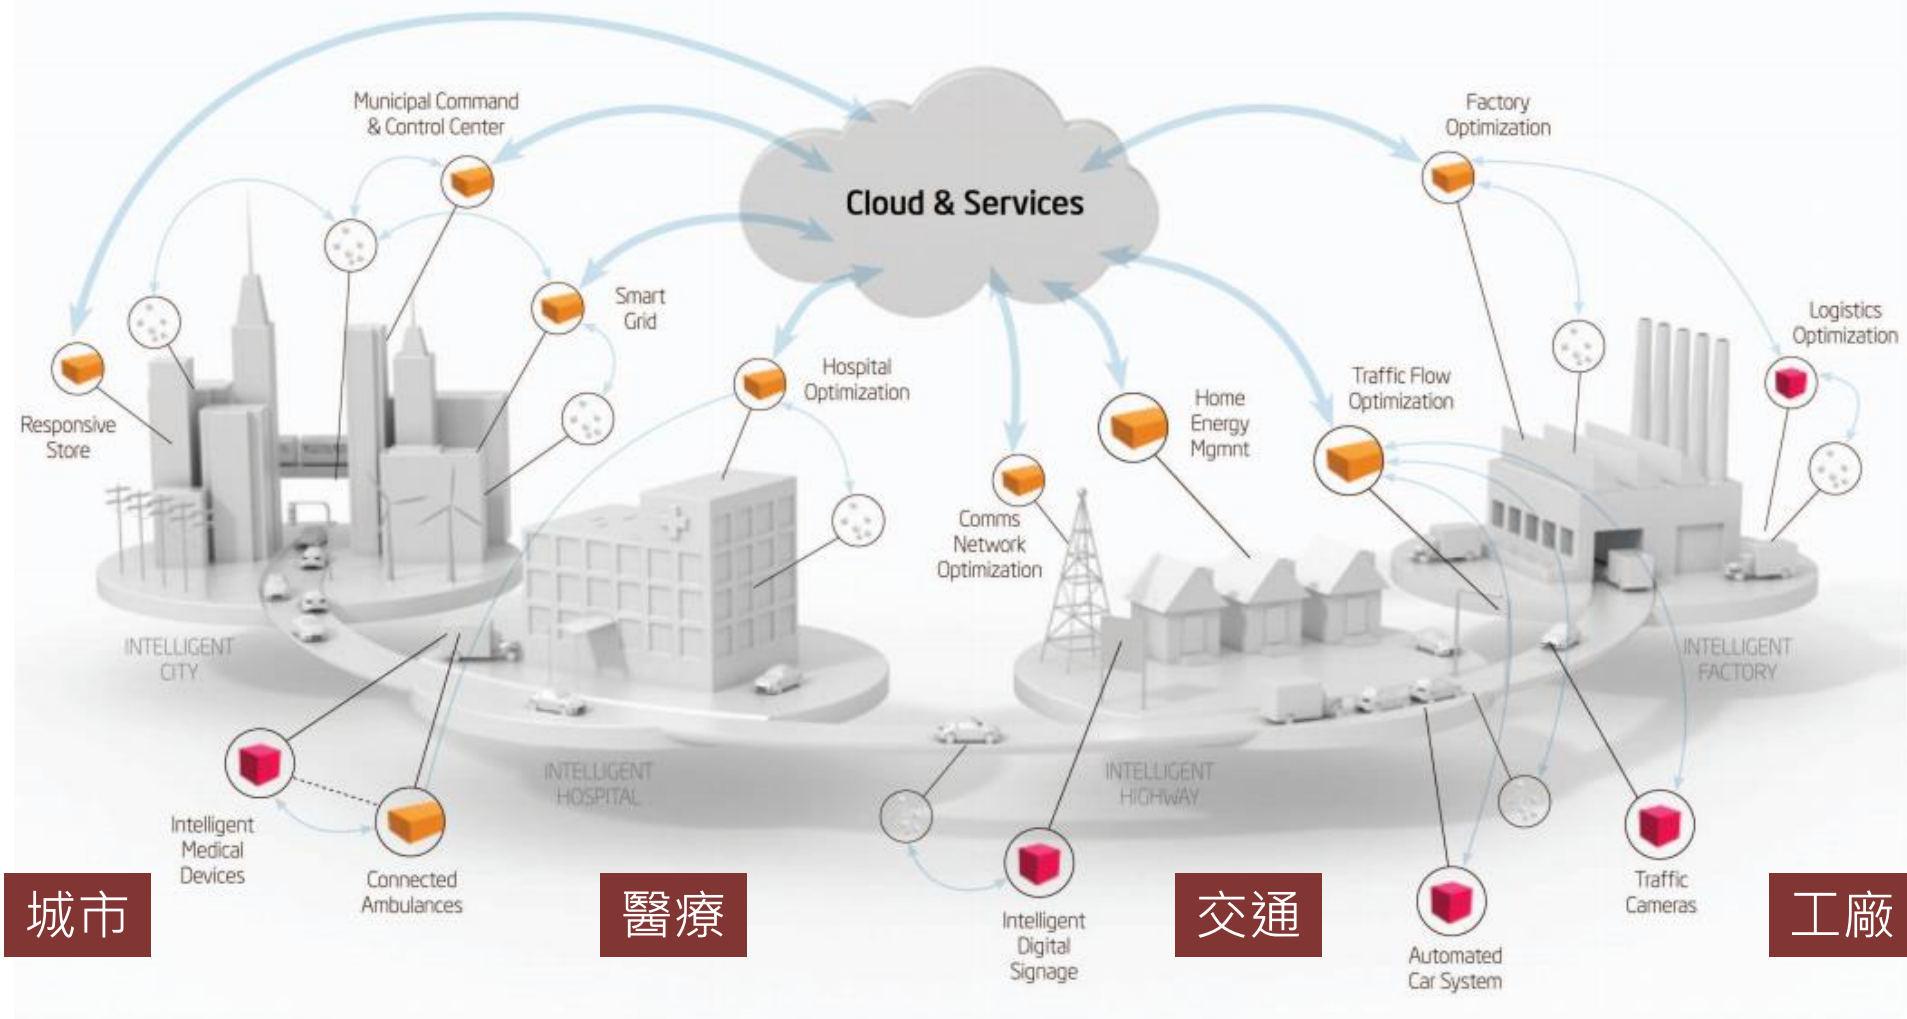 Municipal Command
& Control Center
Cloud & Services
Factory
Optimization
Smart
Grid
Logistics
Optimization
Hospital
Optimization
Home
Energy
Mgmnt
Traffic Flow
Optimization
Responsive
Store
Comms
Network
Optimization
INTELLIGENT
CITY
INTELLIGENT
HOSPITAL
INTELLIGENT
HIGHWAY
INTELLIGENT
FACTORY
Intelligent
Medical
Devices
Connected
Ambulances
Intelligent
Digital
Signage
Automated
Car System
Traffic
Cameras
城市
醫療
交通
工廠